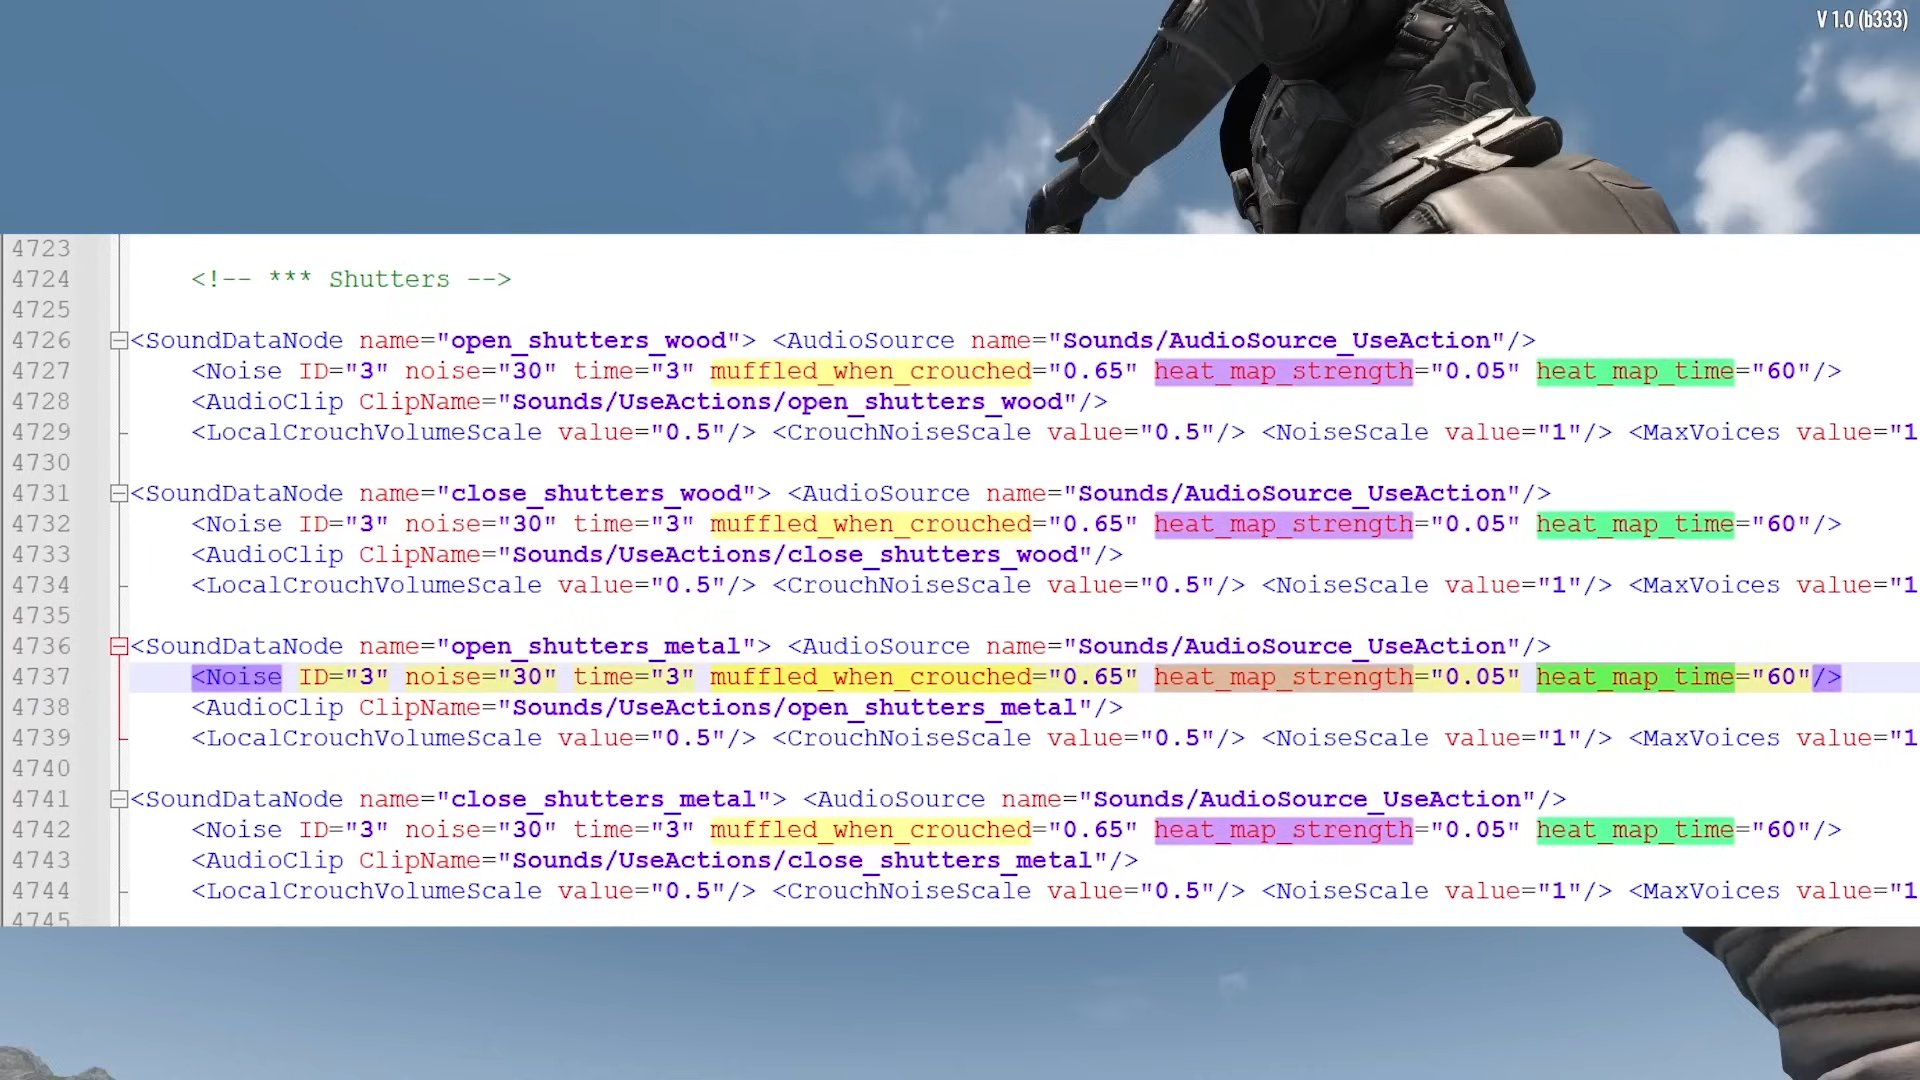 V 1.0 (b333)
4723
4724 <!-- *** Shutters -->
4725
4726 <SoundDataNode name="open_shutters_wood"> <AudioSource name="Sounds/AudioSource_UseAction"/>
4727 <Noise ID="3" noise="30" time="3" muffled_when_crouched="0.65" heat_map_strength="0.05" heat_map_time="60"/>
4728 <AudioClip ClipName="Sounds/UseActions/open_shutters_wood"/>
4729 <LocalCrouchVolumeScale value="0.5"/> <CrouchNoiseScale value="0.5"/> <NoiseScale value="1"/> <MaxVoices value="1
4730
4731 <SoundDataNode name="close_shutters_wood"> <AudioSource name="Sounds/AudioSource_UseAction"/>
4732 <Noise ID="3" noise="30" time="3" muffled_when_crouched="0.65" heat_map_strength="0.05" heat_map_time="60"/>
4733 <AudioClip ClipName="Sounds/UseActions/close_shutters_wood"/>
4734 <LocalCrouchVolumeScale value="0.5"/> <CrouchNoiseScale value="0.5"/> <NoiseScale value="1"/> <MaxVoices value="1
4735
4736 <SoundDataNode name="open_shutters_metal"> <AudioSource name="Sounds/AudioSource_UseAction"/>
4737 <Noise ID="3" noise="30" time="3" muffled_when_crouched="0.65" heat_map_strength="0.05" heat_map_time="60"/>
4738 <AudioClip ClipName="Sounds/UseActions/open_shutters_metal"/>
4739 <LocalCrouchVolumeScale value="0.5"/> <CrouchNoiseScale value="0.5"/> <NoiseScale value="1"/> <MaxVoices value="1
4740
4741 <SoundDataNode name="close_shutters_metal"> <AudioSource name="Sounds/AudioSource_UseAction"/>
4742 <Noise ID="3" noise="30" time="3" muffled_when_crouched="0.65" heat_map_strength="0.05" heat_map_time="60"/>
4743 <AudioClip ClipName="Sounds/UseActions/close_shutters_metal"/>
4744 <LocalCrouchVolumeScale value="0.5"/> <CrouchNoiseScale value="0.5"/> <NoiseScale value="1"/> <MaxVoices value="1
4745